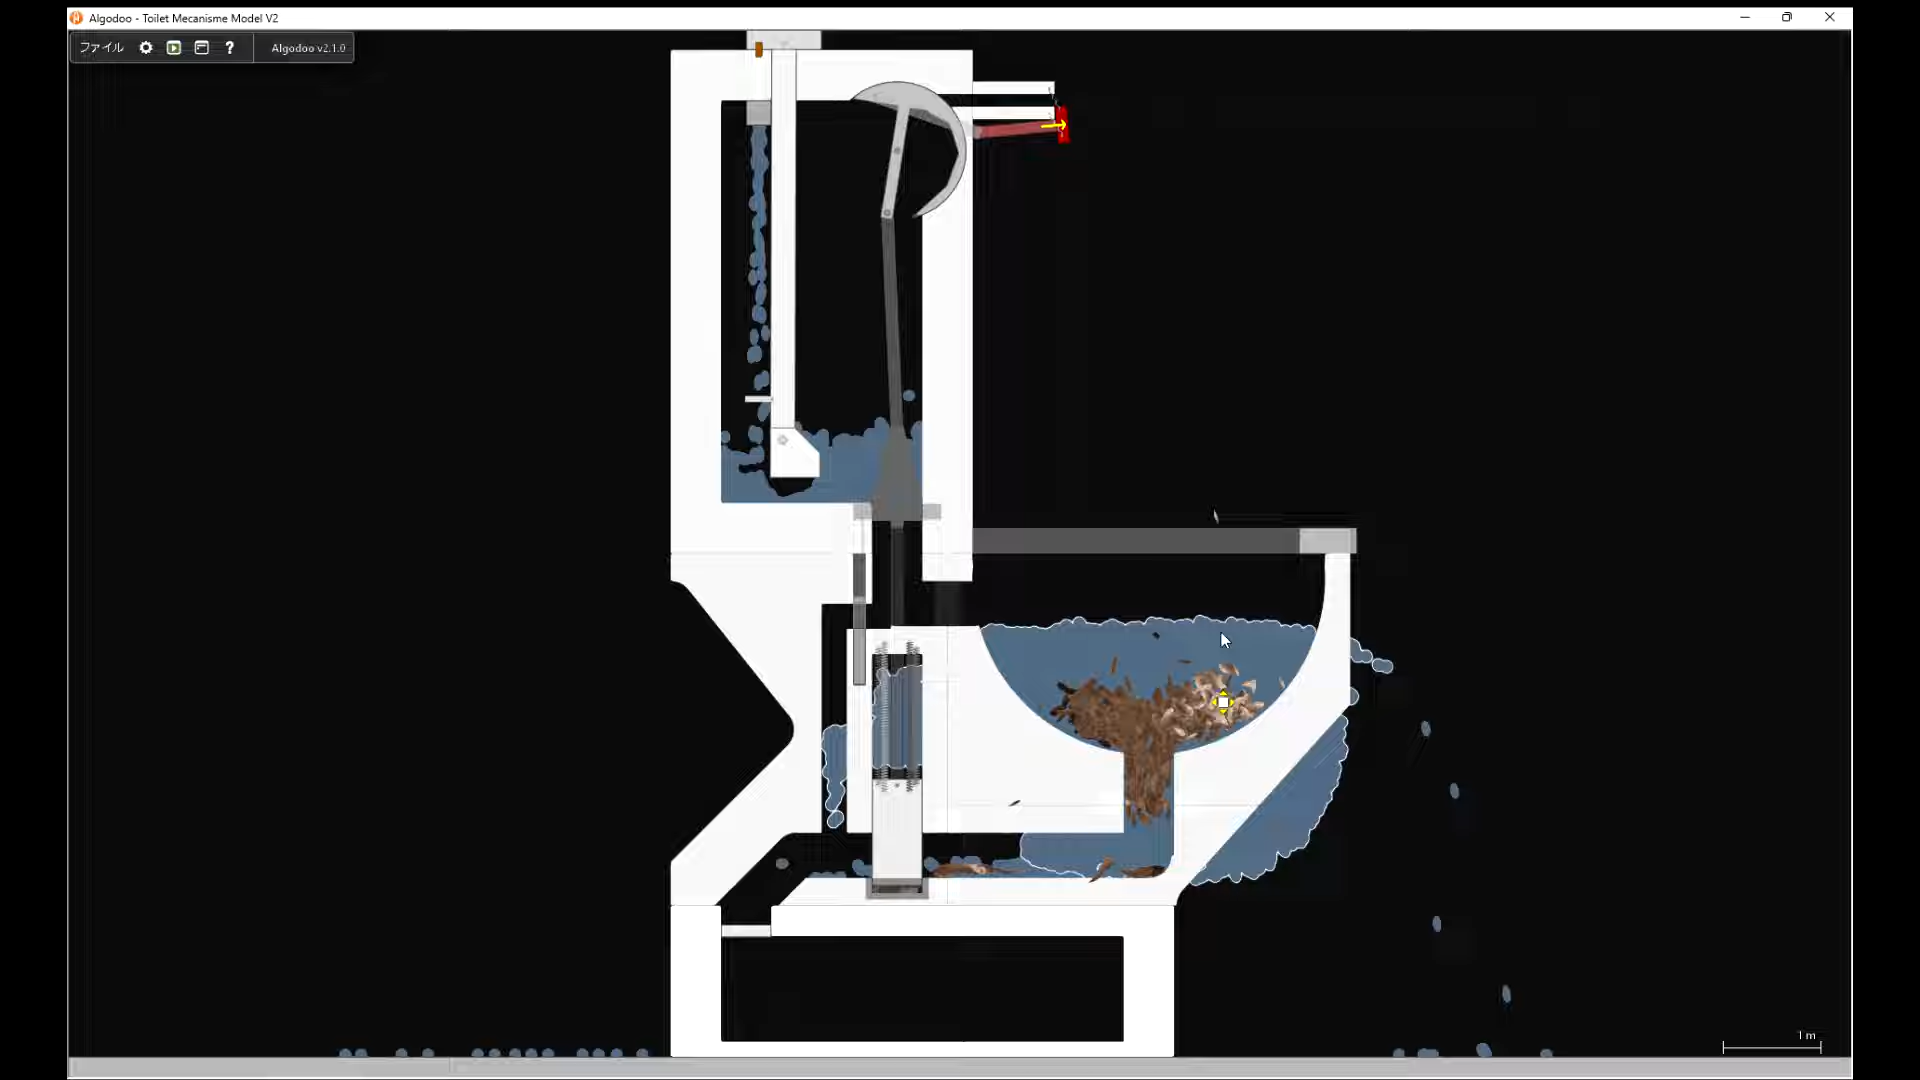 Algodoo - Toilet Mecanisme Model V2
ファイル ? Algodoo v2.1.0
1 m